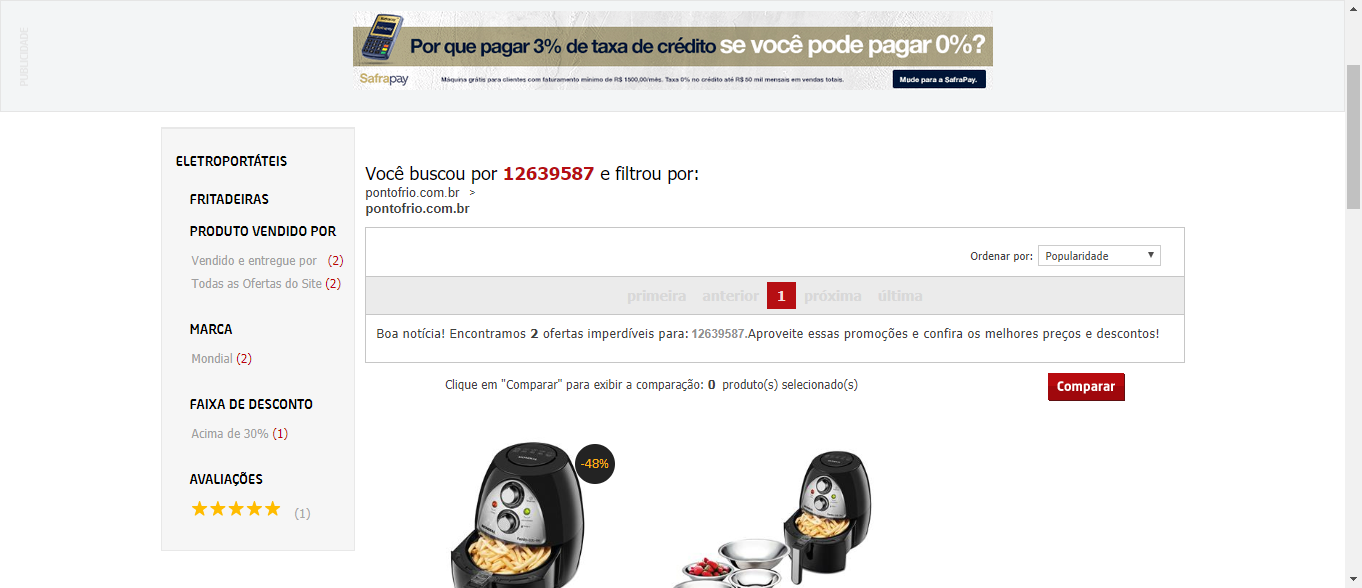 PUBLICIDADE
Por que pagar 3% de taxa de crédito se você pode pagar 0%?
Safrapay
Máquina grátis para clientes com faturamento mínimo de R$ 1500,00/mês. Taxa 0% no crédito até R$ 50 mil mensais em vendas totais.
Mude para a SafraPay.
ELETROPORTÁTEIS
FRITADEIRAS
PRODUTO VENDIDO POR
Vendido e entregue por (2)
Todas as Ofertas do Site (2)
MARCA
Mondial (2)
FAIXA DE DESCONTO
Acima de 30% (1)
AVALIAÇÕES
(1)
Você buscou por 12639587 e filtrou por:
pontofrio.com.br >
pontofrio.com.br
Ordenar por: Popularidade
primeira anterior 1 próxima última
Boa notícia! Encontramos 2 ofertas imperdíveis para: 12639587.Aproveite essas promoções e confira os melhores preços e descontos!
Clique em "Comparar" para exibir a comparação: 0 produto(s) selecionado(s)
Comparar
-48%